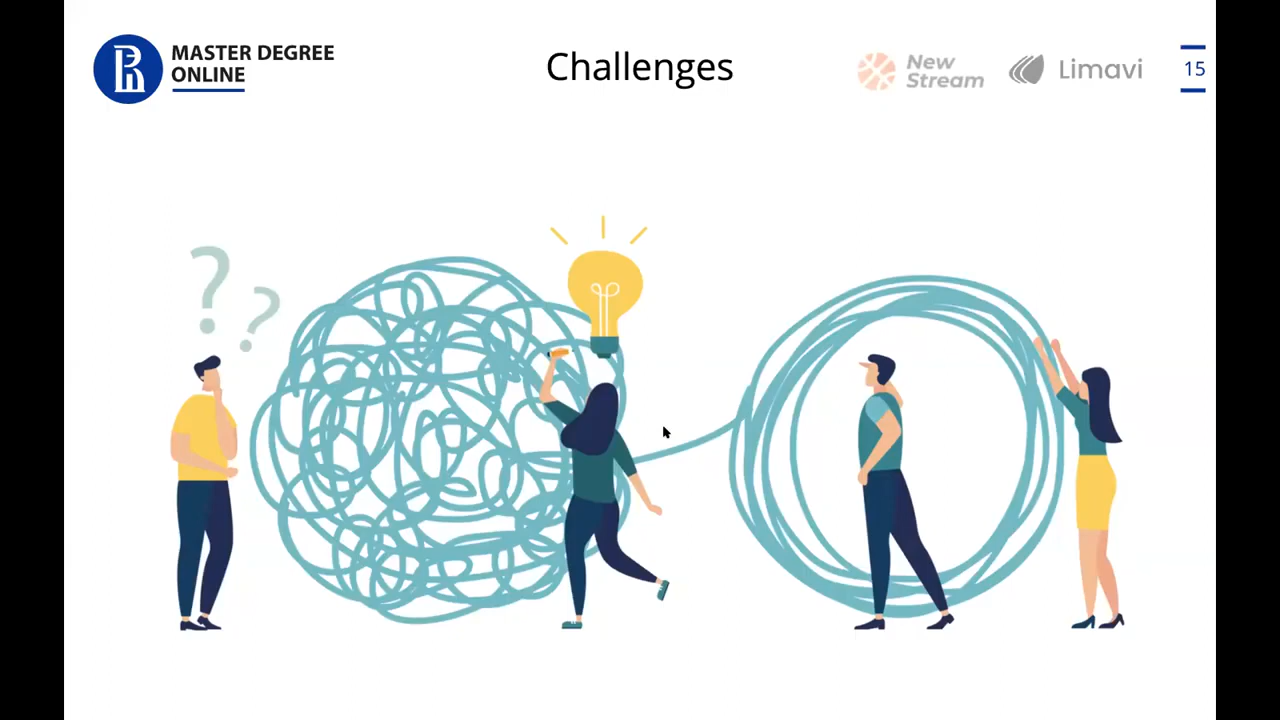 MASTER DEGREE
ONLINE
Challenges
New
Stream
Limavi
15
? ?